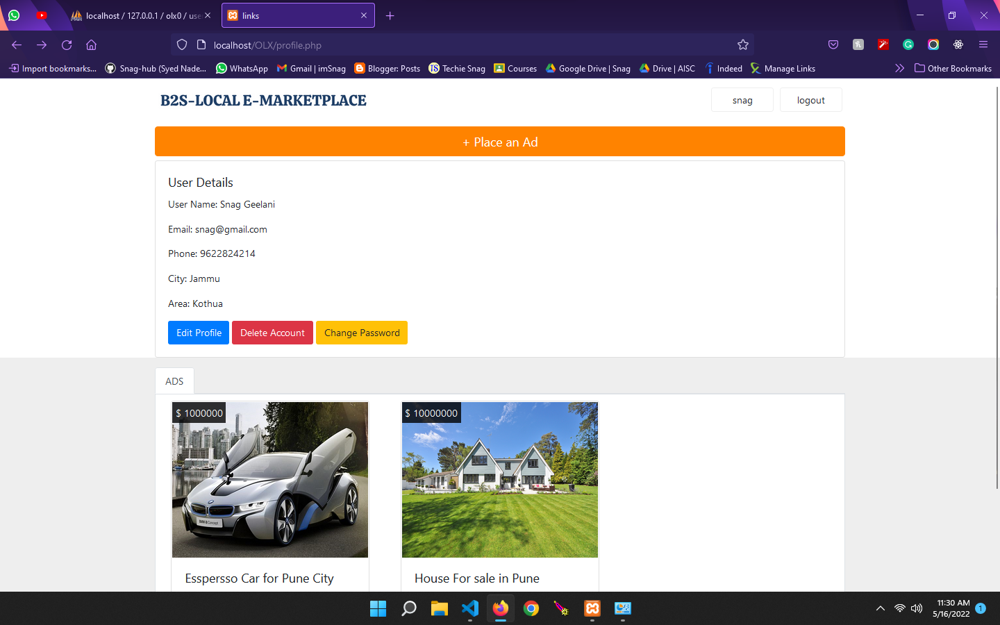 localhost / 127.0.0.1 / olx0 / use
links
localhost/OLX/profile.php
Import bookmarks...
Snag-hub (Syed Nade...
WhatsApp
Gmail | imSnag
Blogger: Posts
Techie Snag
Courses
Google Drive | Snag
Drive | AISC
Indeed
Manage Links
Other Bookmarks
B2S-LOCAL E-MARKETPLACE
snag
logout
+ Place an Ad
User Details
User Name: Snag Geelani
Email: snag@gmail.com
Phone: 9622824214
City: Jammu
Area: Kothua
Edit Profile
Delete Account
Change Password
ADS
$ 1000000
$ 10000000
Esspersso Car for Pune City
House For sale in Pune
11:30 AM
5/16/2022
1